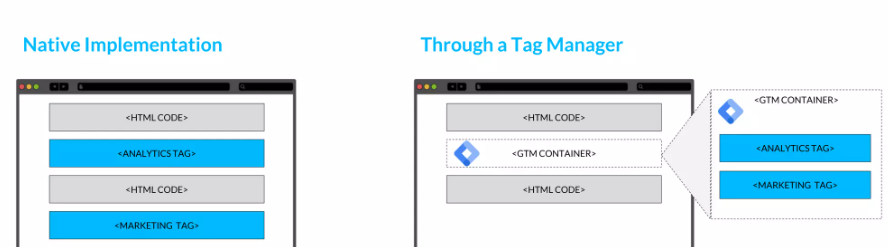 Native Implementation
<HTML CODE>
<ANALYTICS TAG>
<HTML CODE>
<MARKETING TAG>
Through a Tag Manager
<HTML CODE>
<GTM CONTAINER>
<HTML CODE>
<GTM CONTAINER>
<ANALYTICS TAG>
<MARKETING TAG>